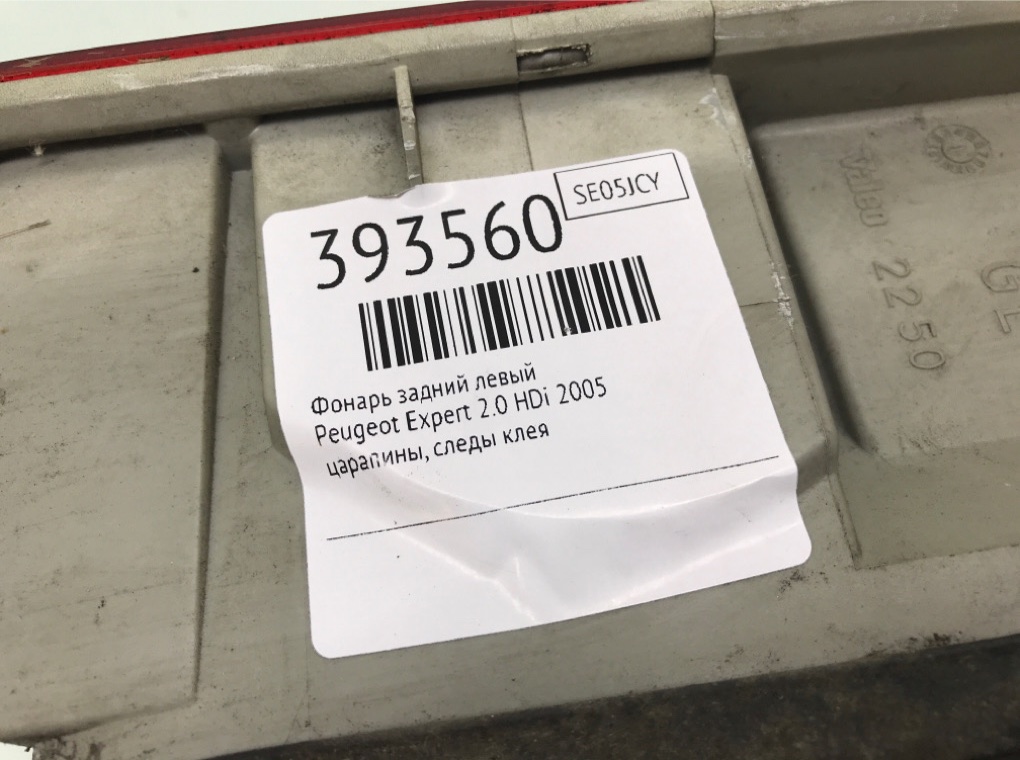 393560
SE05JCY
Фонарь задний левый
Peugeot Expert 2.0 HDi 2005
царапины, следы клея
Valeo 2250